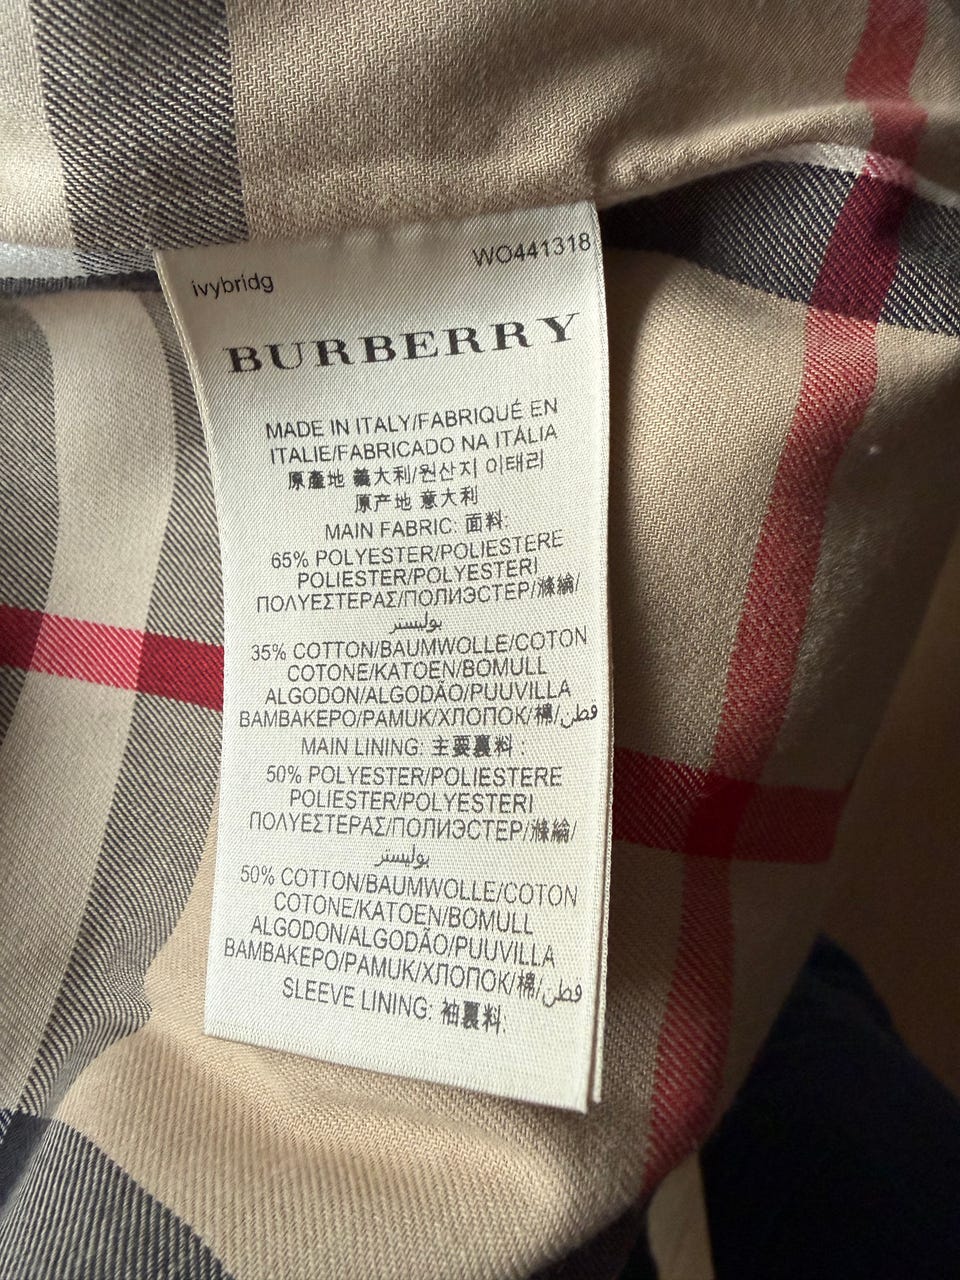 ivybridg
WO441318
BURBERRY
MADE IN ITALY/FABRIQUÉ EN
ITALIE/FABRICADO NA ITÁLIA
原產地 義大利/원산지 이태리
原产地 意大利
MAIN FABRIC: 面料:
65% POLYESTER/POLIESTERE
POLIESTER/POLYESTERI
ΠΟΛΥΕΣΤΕΡΑΣ/ПОЛИЭСТЕР/滌綸/
بوليستر
35% COTTON/BAUMWOLLE/COTON
COTONE/KATOEN/BOMULL
ALGODON/ALGODÃO/PUUVILLA
BAMBAKEPO/PAMUK/ХЛОПОК/棉/قطن
MAIN LINING: 主要裏料 :
50% POLYESTER/POLIESTERE
POLIESTER/POLYESTERI
ΠΟΛΥΕΣΤΕΡΑΣ/ПОЛИЭСТЕР/滌綸/
بوليستر
50% COTTON/BAUMWOLLE/COTON
COTONE/KATOEN/BOMULL
ALGODON/ALGODÃO/PUUVILLA
BAMBAKEPO/PAMUK/ХЛОПОК/棉/قطن
SLEEVE LINING: 袖裏料: